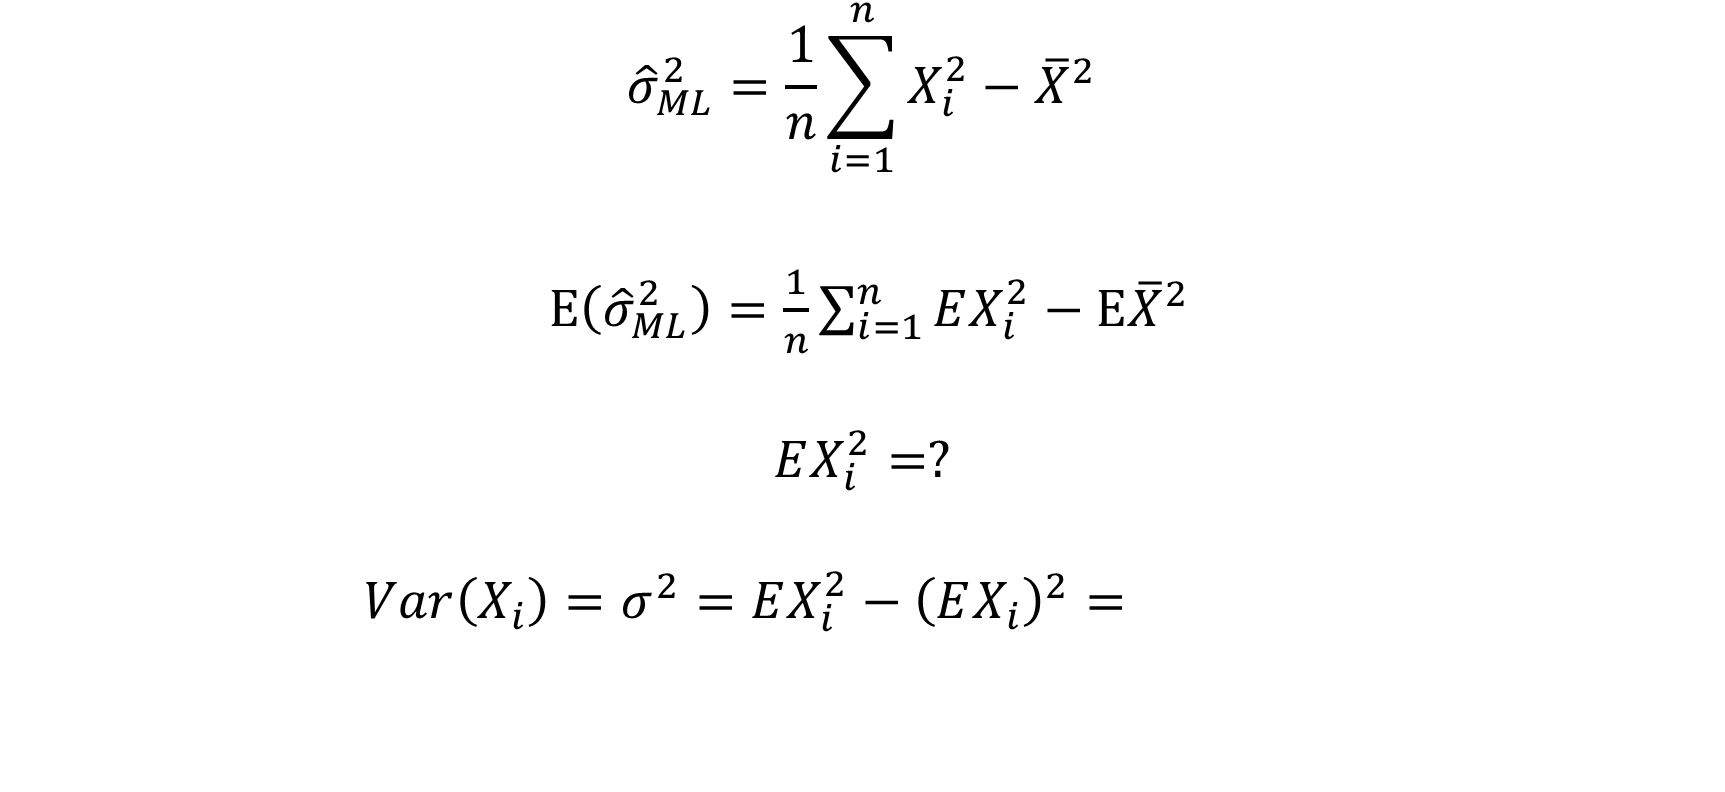 σ̂²_ML = 1/n ∑_{i=1}^{n} X_i² − X̄²
E(σ̂²_ML) = 1/n ∑_{i=1}^{n} EX_i² − EX̄²
EX_i² =?
Var(X_i) = σ² = EX_i² − (EX_i)² =